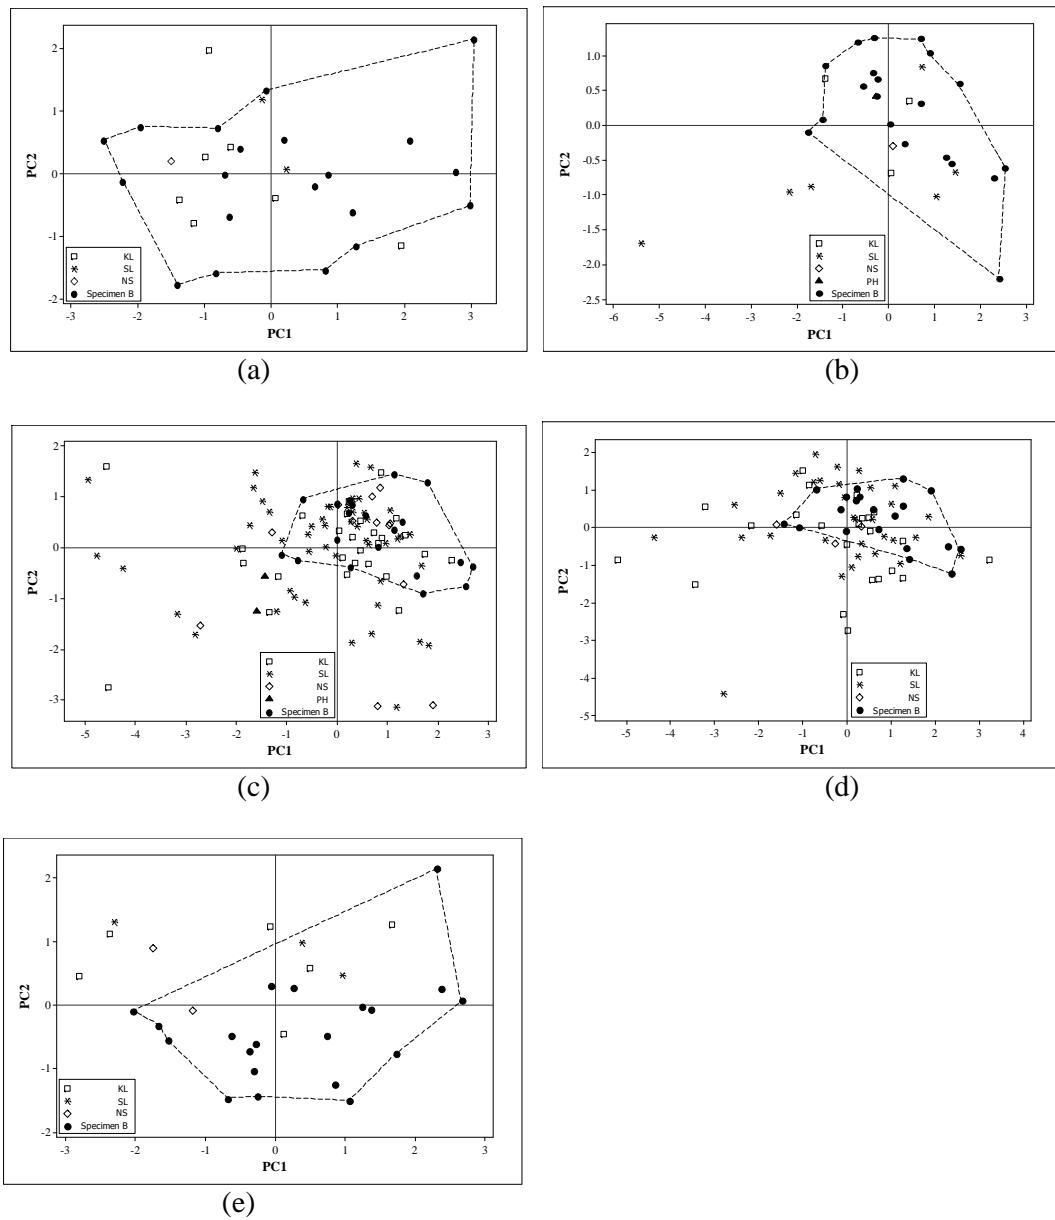 2
1
0
-1
-2
PC2
-3 -2 -1 0 1 2 3
PC1
KL
SL
NS
Specimen B
(a)
1.0
0.5
0.0
-0.5
-1.0
-1.5
-2.0
-2.5
PC2
-6 -5 -4 -3 -2 -1 0 1 2 3
PC1
KL
SL
NS
PH
Specimen B
(b)
2
1
0
-1
-2
-3
PC2
-5 -4 -3 -2 -1 0 1 2 3
PC1
KL
SL
NS
PH
Specimen B
(c)
2
1
0
-1
-2
-3
-4
-5
PC2
-5 -4 -3 -2 -1 0 1 2 3 4
PC1
KL
SL
NS
Specimen B
(d)
2
1
0
-1
-2
PC2
-3 -2 -1 0 1 2 3
PC1
KL
SL
NS
Specimen B
(e)